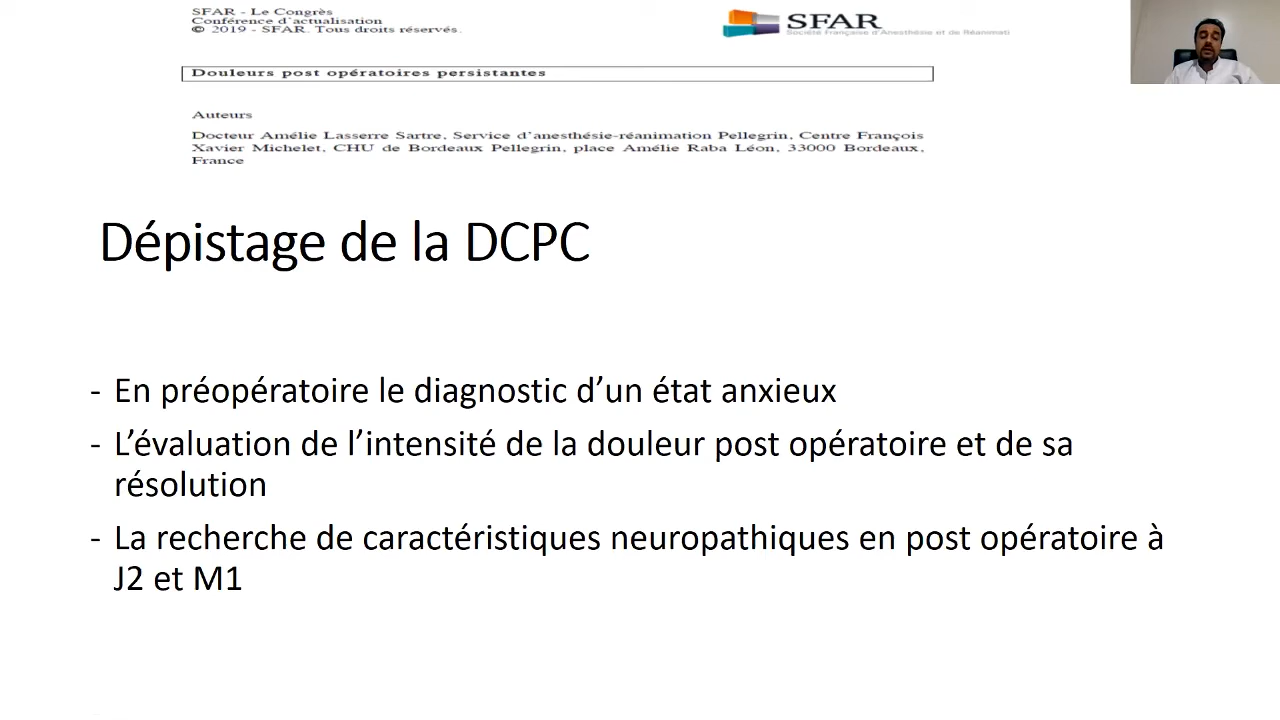 SFAR - Le Congrès
Conférence d'actualisation
© 2019 - SFAR. Tous droits réservés.
SFAR
Société Française d'Anesthésie et de Réanimati
Douleurs post opératoires persistantes
Auteurs
Docteur Amélie Lasserre Sartre, Service d'anesthésie-réanimation Pellegrin, Centre François
Xavier Michelet, CHU de Bordeaux Pellegrin, place Amélie Raba Léon, 33000 Bordeaux,
France
Dépistage de la DCPC
- En préopératoire le diagnostic d’un état anxieux
- L’évaluation de l’intensité de la douleur post opératoire et de sa
résolution
- La recherche de caractéristiques neuropathiques en post opératoire à
J2 et M1